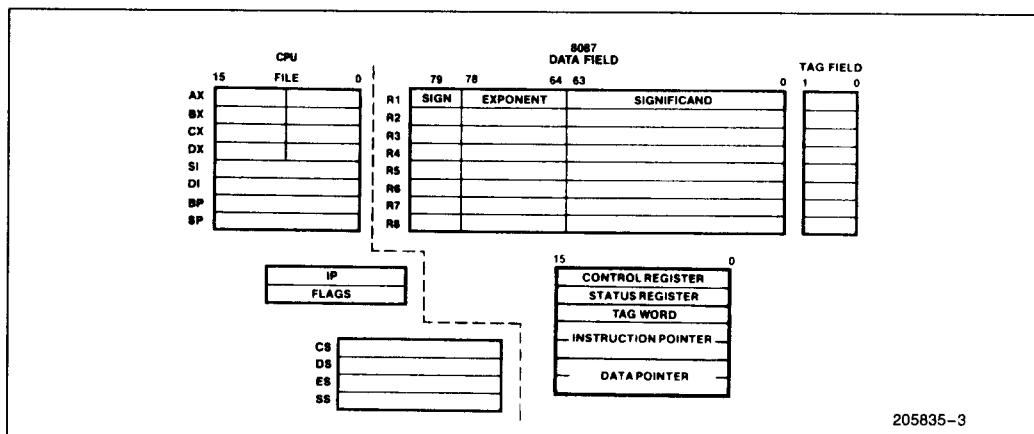 CPU
15 FILE 0
AX
BX
CX
DX
SI
DI
BP
SP
IP
FLAGS
CS
DS
ES
SS
8087
DATA FIELD
79 78 64 63 0
R1 SIGN EXPONENT SIGNIFICAND
R2
R3
R4
R5
R6
R7
R8
TAG FIELD
1 0
15 0
CONTROL REGISTER
STATUS REGISTER
TAG WORD
INSTRUCTION POINTER
DATA POINTER
205835-3